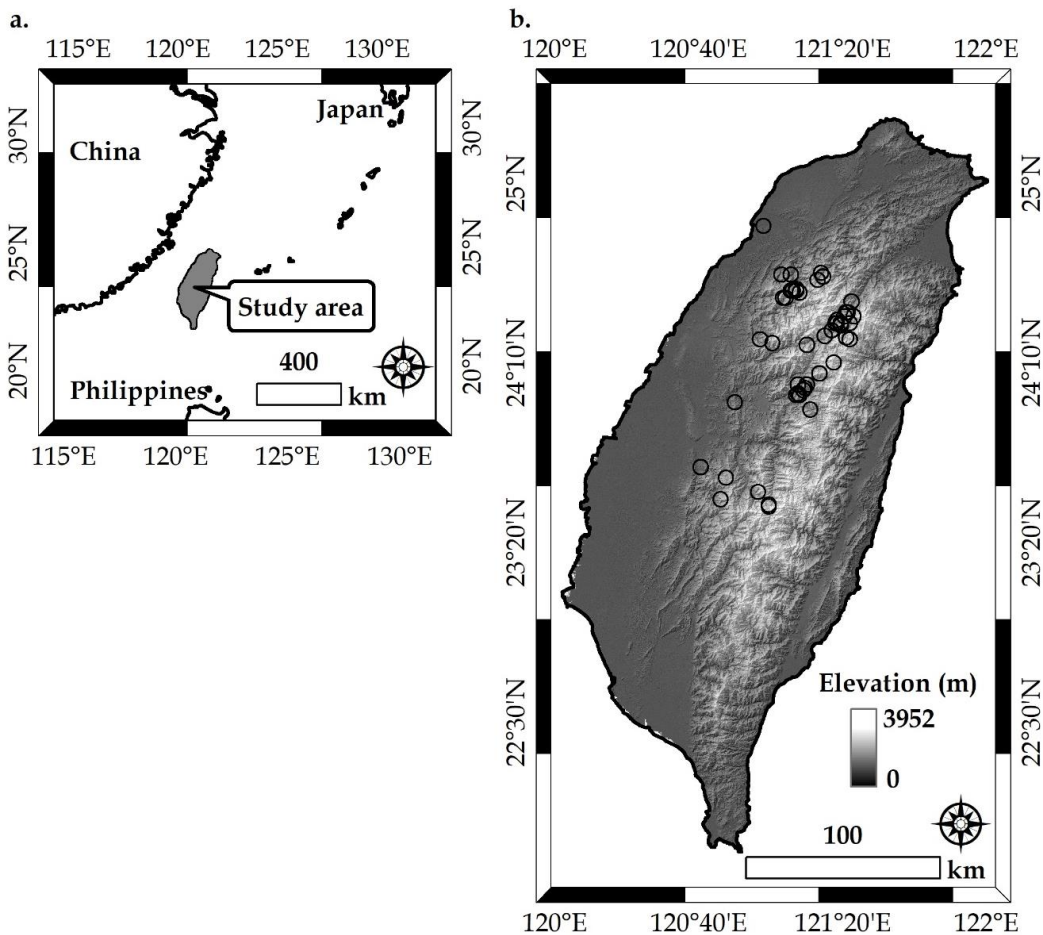 a.
115°E 120°E 125°E 130°E
30°N
25°N
20°N
China
Japan
Study area
Philippines
400
km
30°N
25°N
20°N
115°E 120°E 125°E 130°E
b.
120°E 120°40'E 121°20'E 122°E
25°N
24°10'N
23°20'N
22°30'N
Elevation (m)
3952
0
100
km
25°N
24°10'N
23°20'N
22°30'N
120°E 120°40'E 121°20'E 122°E